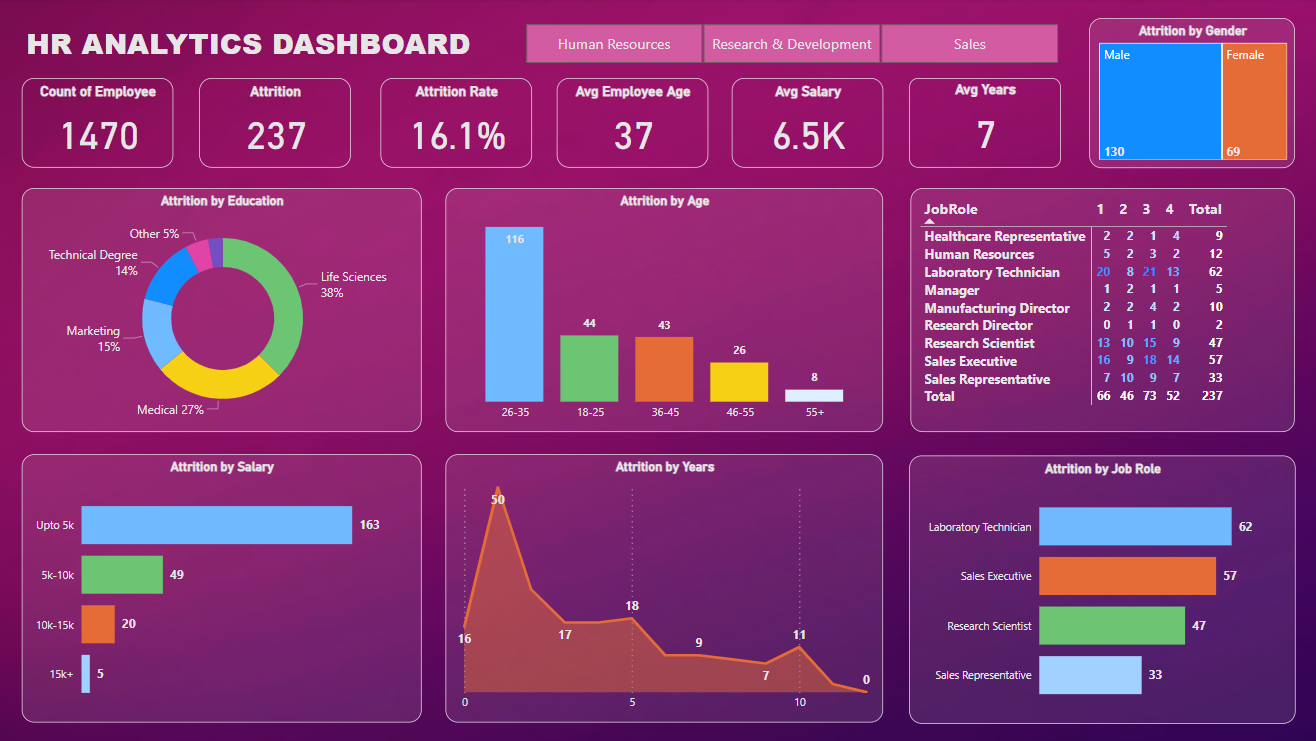 HR ANALYTICS DASHBOARD
Human Resources
Research & Development
Sales
Attrition by Gender
Male
Female
130
69
Count of Employee
1470
Attrition
237
Attrition Rate
16.1%
Avg Employee Age
37
Avg Salary
6.5K
Avg Years
7
Attrition by Education
Other 5%
Technical Degree
14%
Life Sciences
38%
Marketing
15%
Medical 27%
Attrition by Age
116
44
43
26
8
26-35
18-25
36-45
46-55
55+
JobRole 1 2 3 4 Total
Healthcare Representative 2 2 1 4 9
Human Resources 5 2 3 2 12
Laboratory Technician 20 8 21 13 62
Manager 1 2 1 1 5
Manufacturing Director 2 2 4 2 10
Research Director 0 1 1 0 2
Research Scientist 13 10 15 9 47
Sales Executive 16 9 18 14 57
Sales Representative 7 10 9 7 33
Total 66 46 73 52 237
Attrition by Salary
Upto 5k 163
5k-10k 49
10k-15k 20
15k+ 5
Attrition by Years
50
16
17
18
9
7
11
0
0
5
10
Attrition by Job Role
Laboratory Technician 62
Sales Executive 57
Research Scientist 47
Sales Representative 33